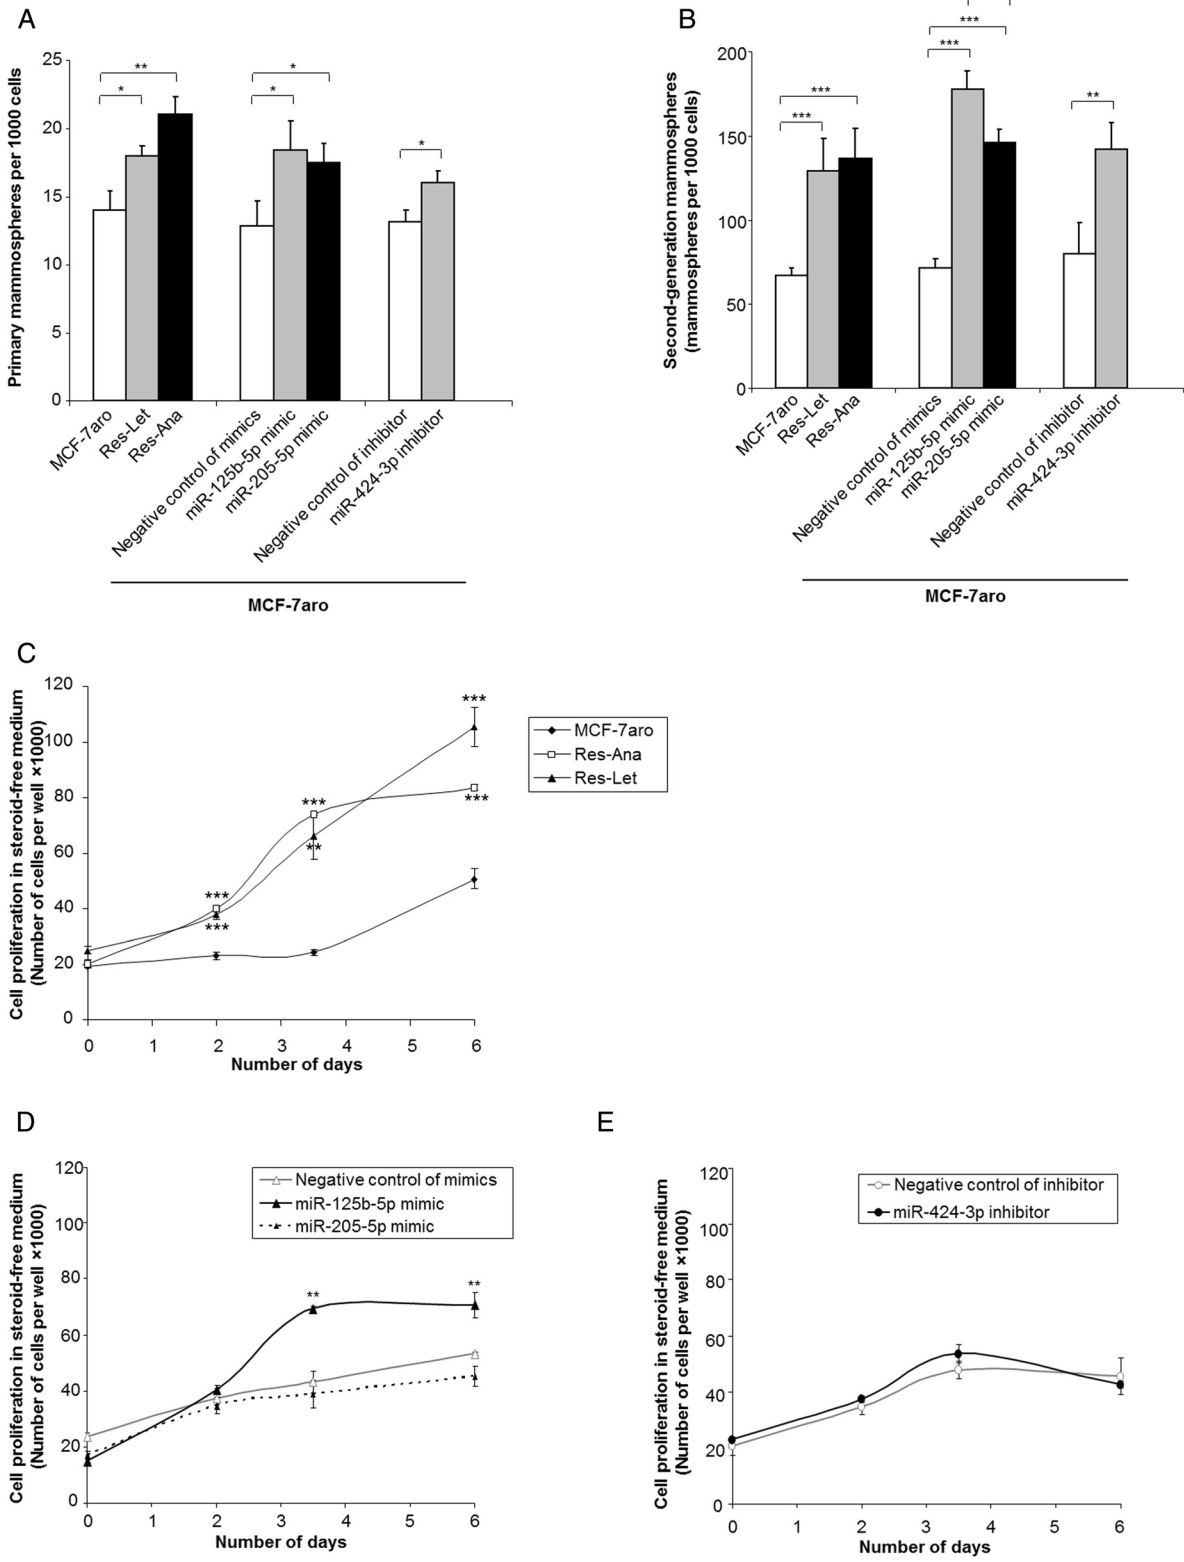 A
Primary mammospheres per 1000 cells
25
20
15
10
5
0
**
*
*
*
*
MCF-7aro
Res-Let
Res-Ana
Negative control of mimics
miR-125b-5p mimic
miR-205-5p mimic
Negative control of inhibitor
miR-424-3p inhibitor
MCF-7aro
B
Second-generation mammospheres
(mammospheres per 1000 cells)
200
150
100
50
0
***
***
***
***
**
MCF-7aro
Res-Let
Res-Ana
Negative control of mimics
miR-125b-5p mimic
miR-205-5p mimic
Negative control of inhibitor
miR-424-3p inhibitor
MCF-7aro
C
Cell proliferation in steroid-free medium
(Number of cells per well ×1000)
120
100
80
60
40
20
0
***
***
***
**
***
***
0 1 2 3 4 5 6
Number of days
MCF-7aro
Res-Ana
Res-Let
D
Cell proliferation in steroid-free medium
(Number of cells per well ×1000)
120
100
80
60
40
20
0
Negative control of mimics
miR-125b-5p mimic
miR-205-5p mimic
**
**
0 1 2 3 4 5 6
Number of days
E
Cell proliferation in steroid-free medium
(Number of cells per well ×1000)
120
100
80
60
40
20
0
Negative control of inhibitor
miR-424-3p inhibitor
0 1 2 3 4 5 6
Number of days